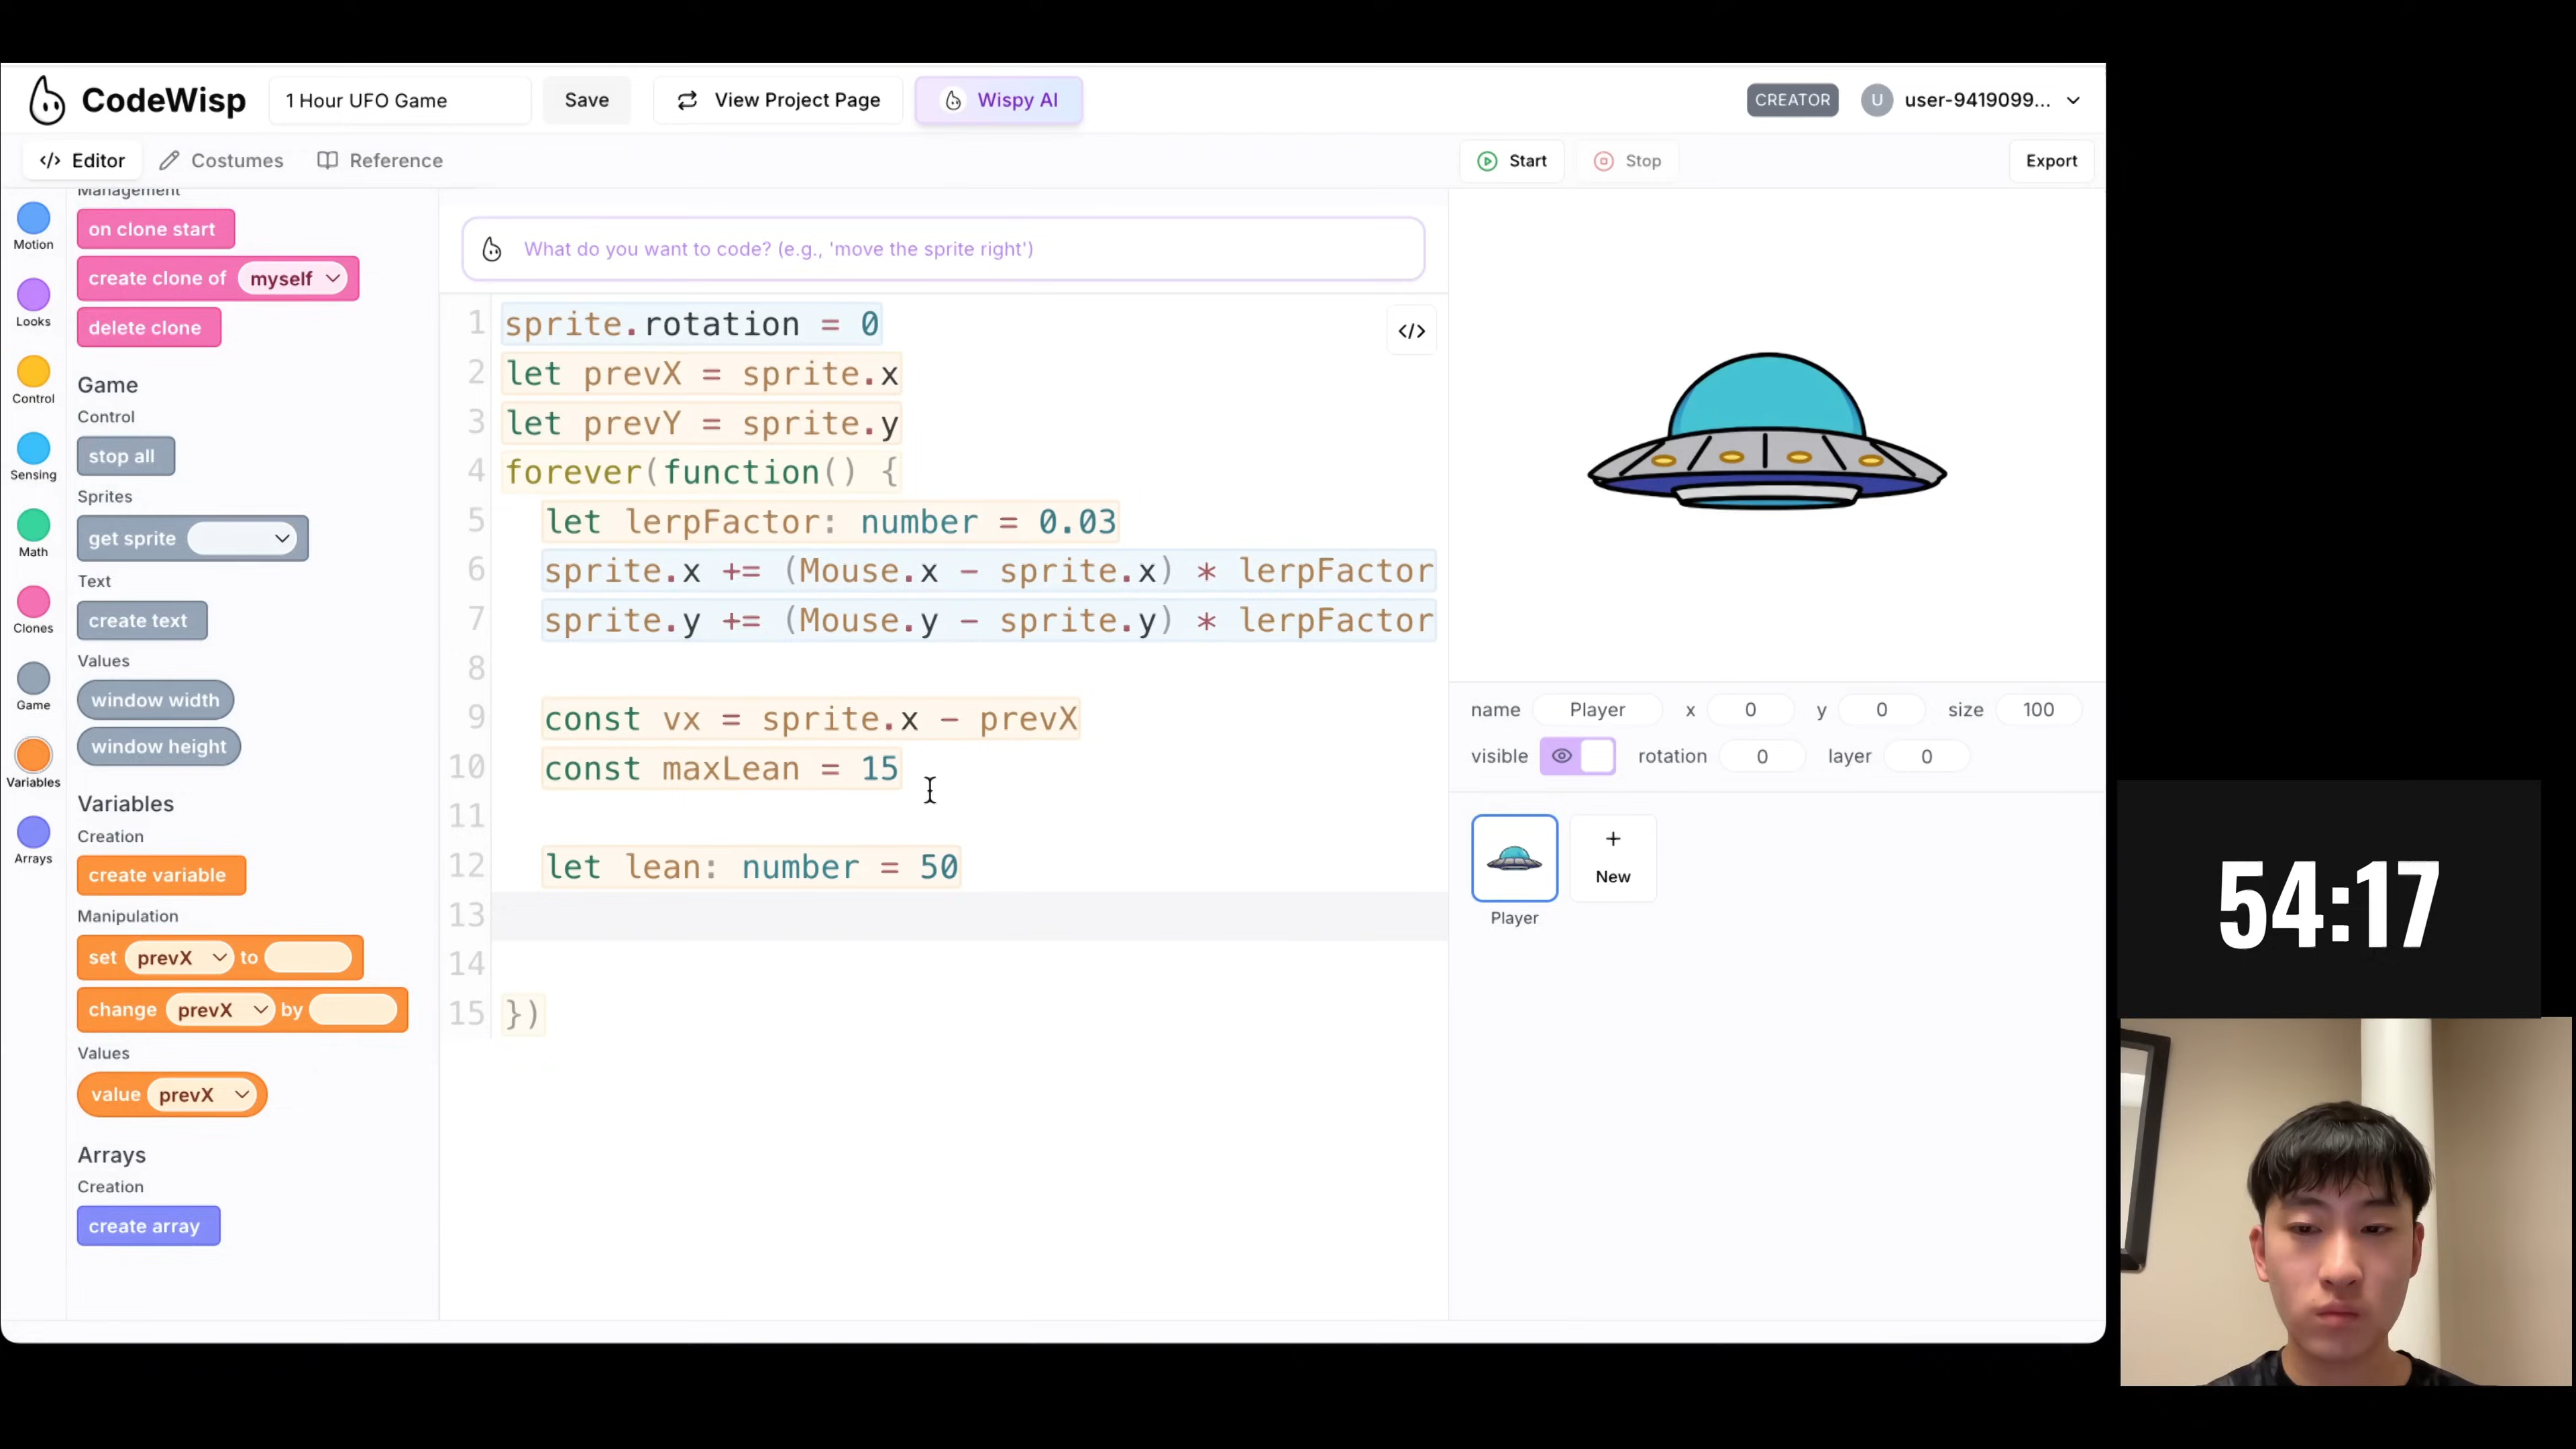 CodeWisp
1 Hour UFO Game
Save
View Project Page
Wispy AI
CREATOR
U
user-9419099...
</> Editor
Costumes
Reference
Start
Stop
Export
Motion
Looks
Control
Sensing
Math
Clones
Game
Variables
Arrays
Management
on clone start
create clone of myself
delete clone
Game
Control
stop all
Sprites
get sprite
Text
create text
Values
window width
window height
Variables
Creation
create variable
Manipulation
set prevX to
change prevX by
Values
value prevX
Arrays
Creation
create array
What do you want to code? (e.g., 'move the sprite right')
</>
1 sprite.rotation = 0
2 let prevX = sprite.x
3 let prevY = sprite.y
4 forever(function() {
5 let lerpFactor: number = 0.03
6 sprite.x += (Mouse.x - sprite.x) * lerpFactor
7 sprite.y += (Mouse.y - sprite.y) * lerpFactor
8
9 const vx = sprite.x - prevX
10 const maxLean = 15
11
12 let lean: number = 50
13
14
15 })
name Player x 0 y 0 size 100
visible rotation 0 layer 0
+
New
Player
54:17